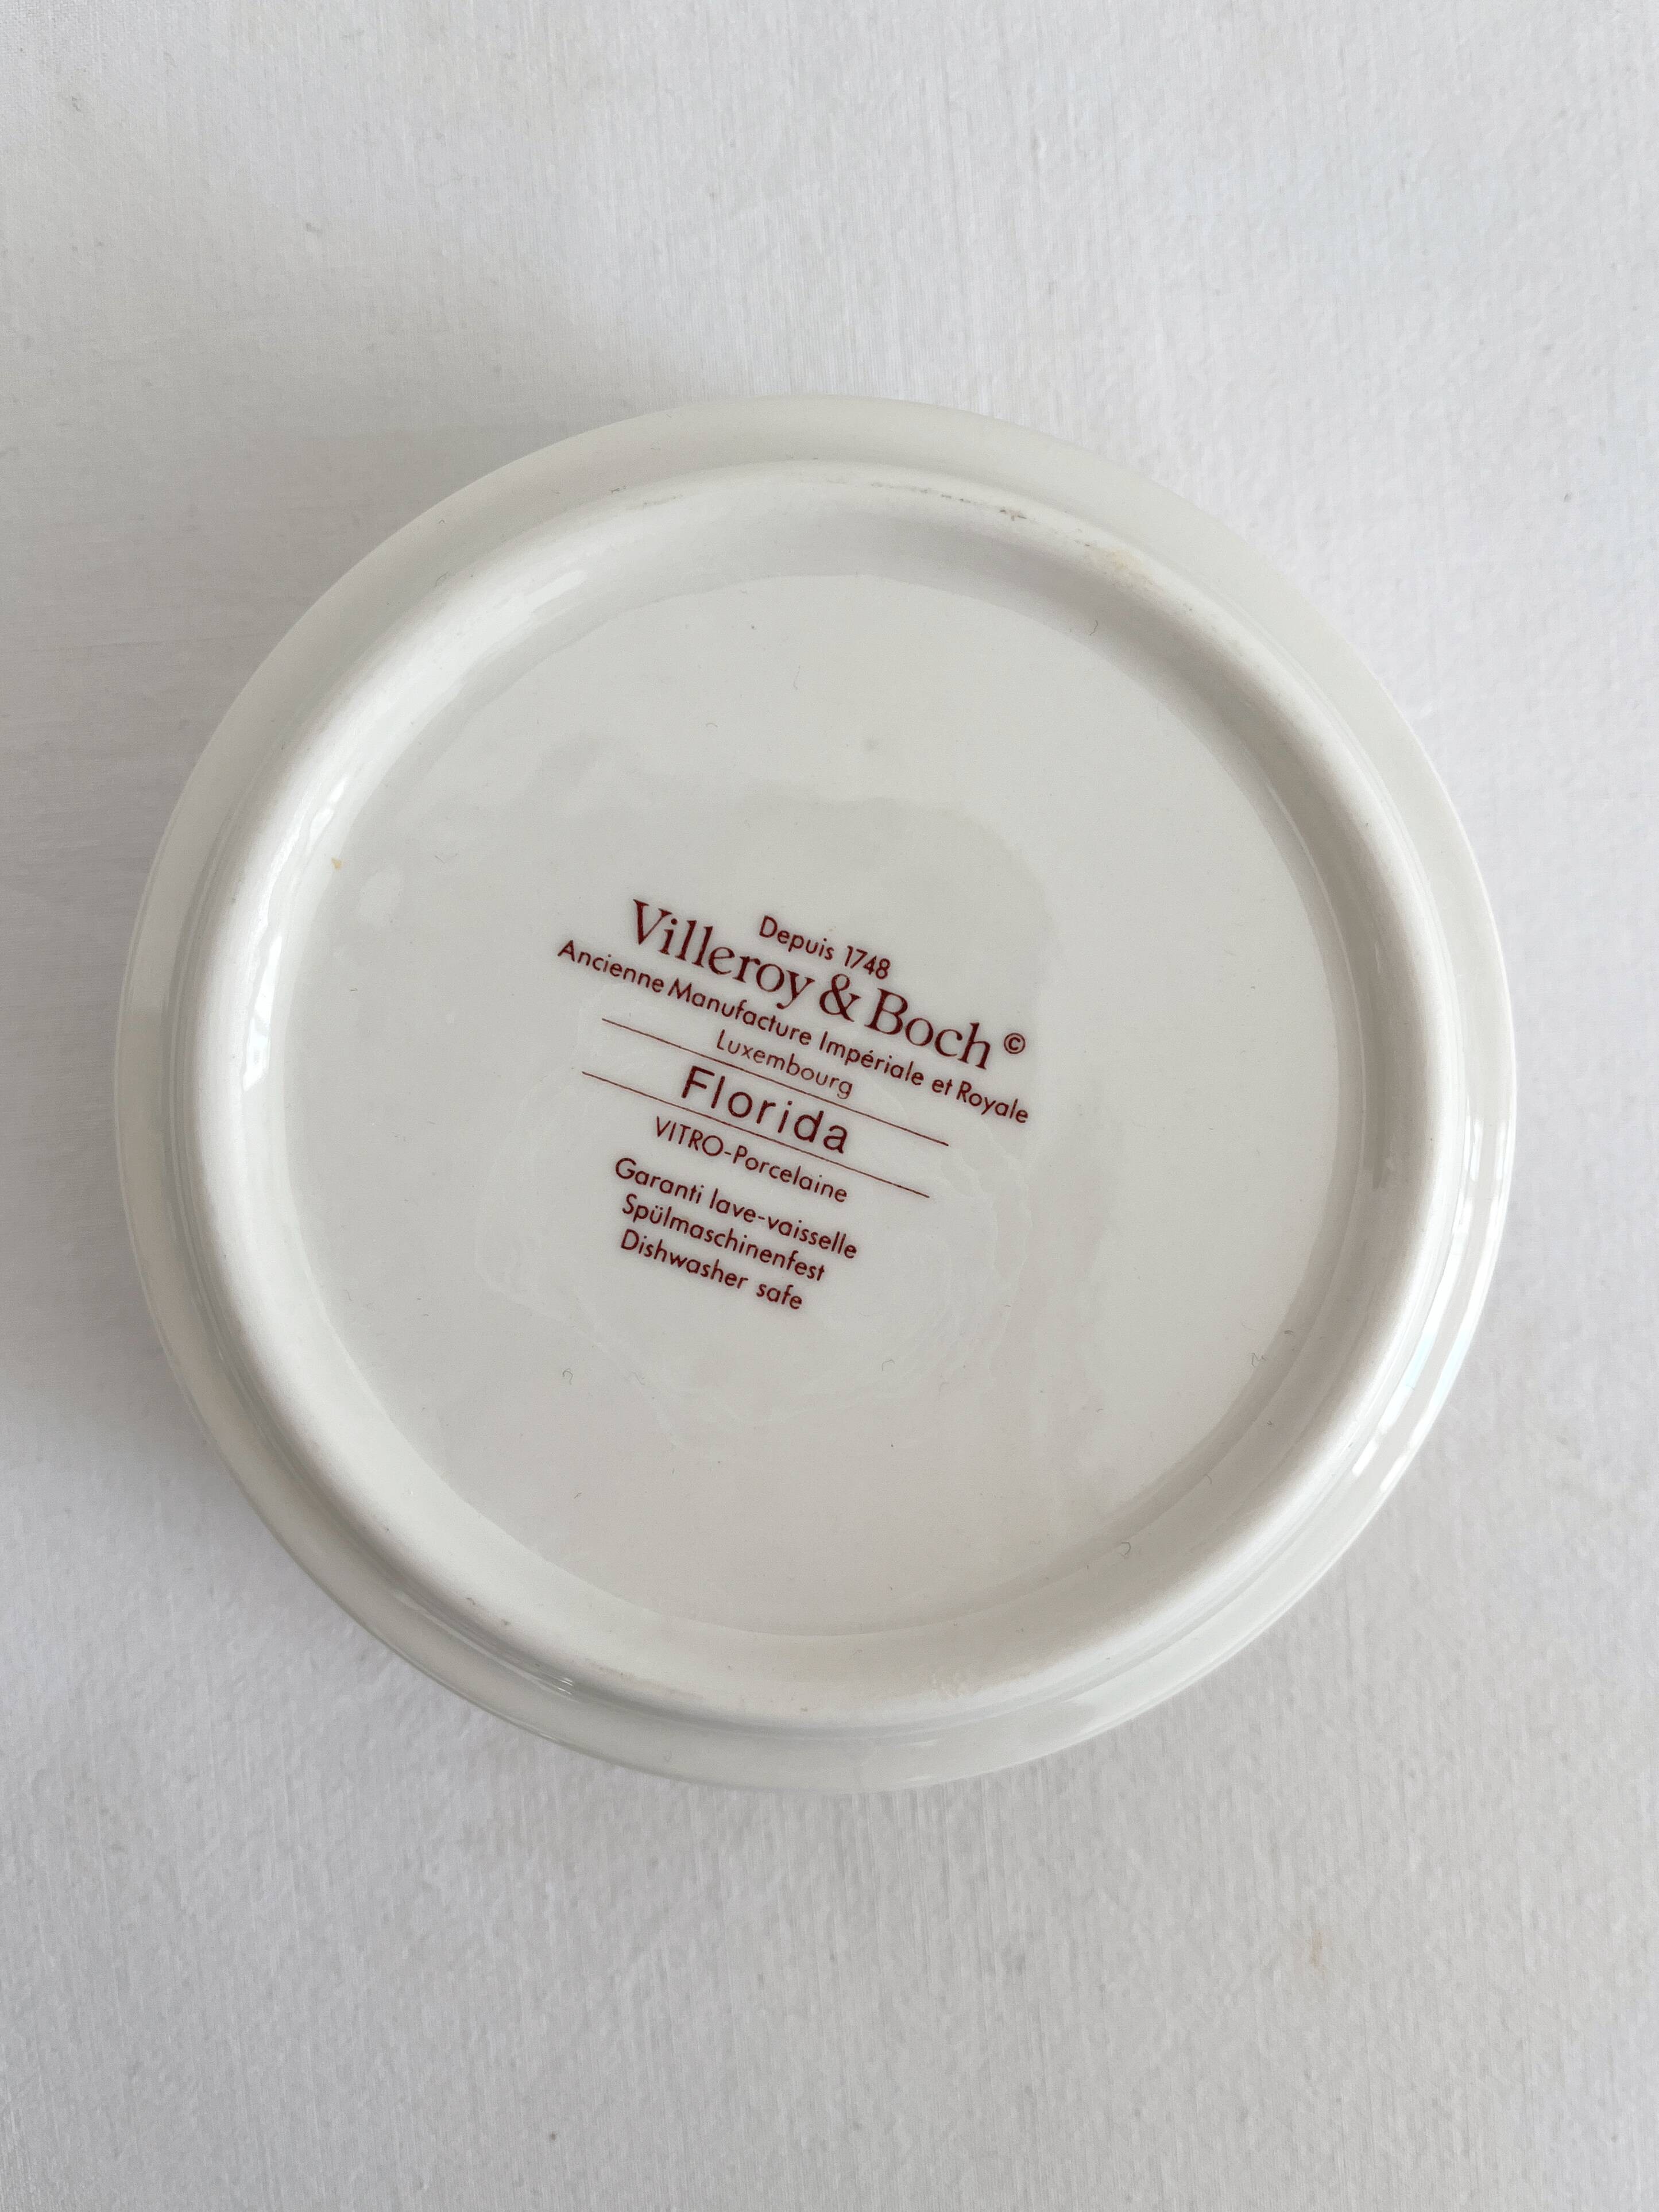 Depuis 1748
Villeroy & Boch ©
Ancienne Manufacture Impériale et Royale
Luxembourg
Florida
VITRO-Porcelaine
Garanti lave-vaisselle
Spülmaschinenfest
Dishwasher safe